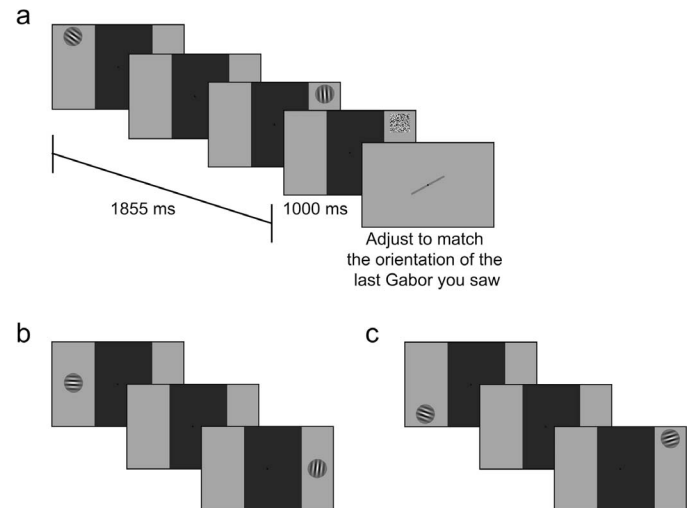 a
1855 ms
1000 ms
Adjust to match
the orientation of the
last Gabor you saw
b
c